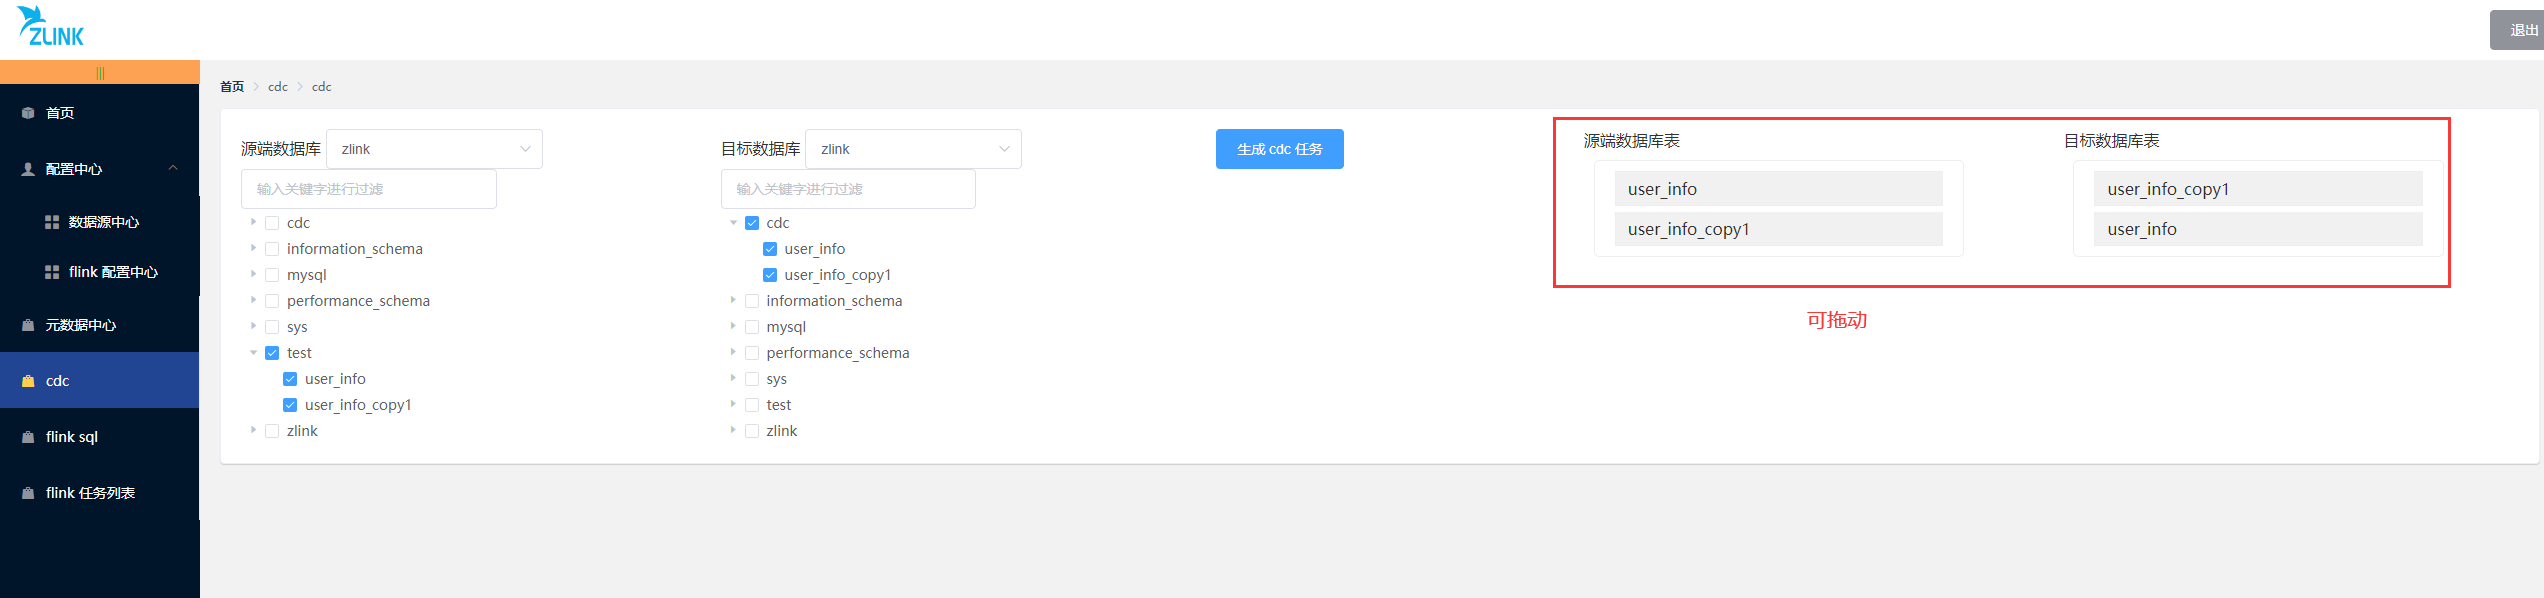 ZLINK
退出
|||
首页
配置中心
数据源中心
flink 配置中心
元数据中心
cdc
flink sql
flink 任务列表
首页 > cdc > cdc
源端数据库 zlink
输入关键字进行过滤
cdc
information_schema
mysql
performance_schema
sys
test
user_info
user_info_copy1
zlink
目标数据库 zlink
输入关键字进行过滤
cdc
user_info
user_info_copy1
information_schema
mysql
performance_schema
sys
test
zlink
生成 cdc 任务
源端数据库表
user_info
user_info_copy1
目标数据库表
user_info_copy1
user_info
可拖动